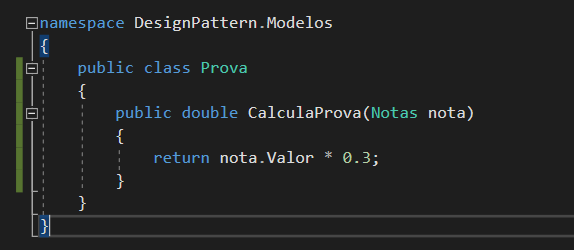 namespace DesignPattern.Modelos
{
public class Prova
{
public double CalculaProva(Notas nota)
{
return nota.Valor * 0.3;
}
}
}